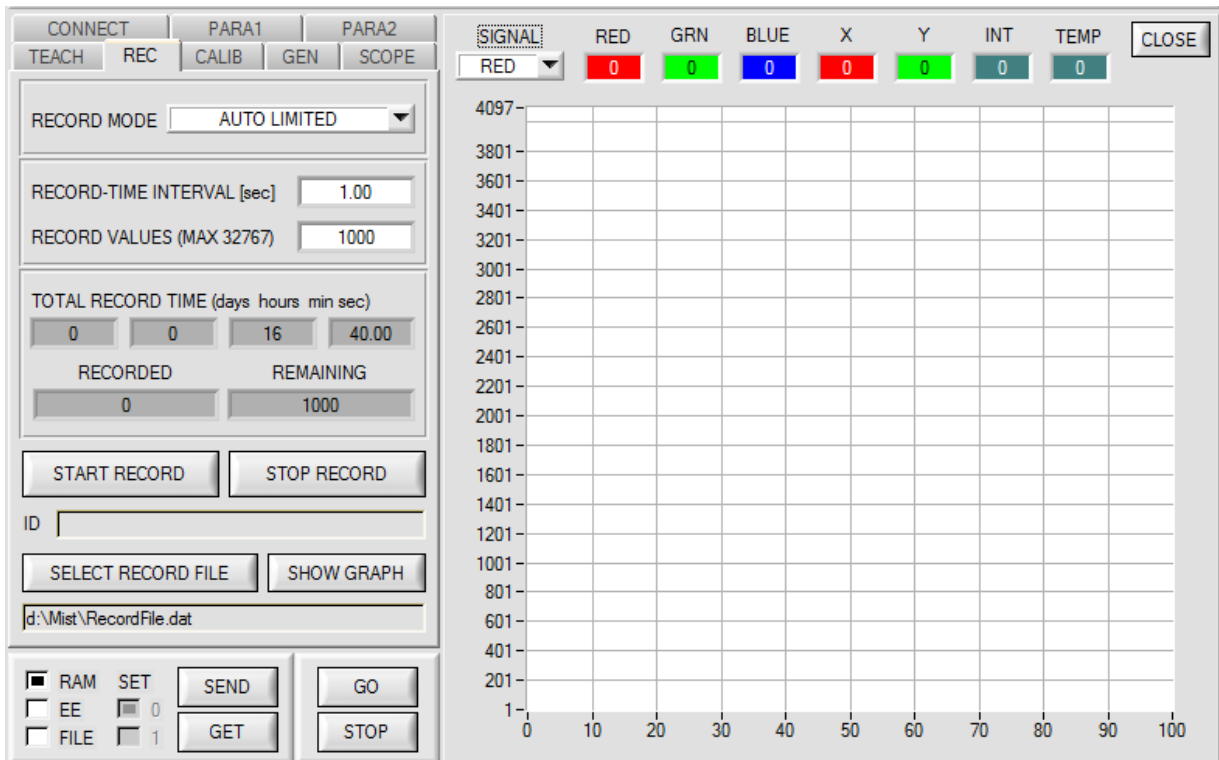 CONNECT PARA1 PARA2
TEACH REC CALIB GEN SCOPE
RECORD MODE AUTO LIMITED
RECORD-TIME INTERVAL [sec] 1.00
RECORD VALUES (MAX 32767) 1000
TOTAL RECORD TIME (days hours min sec)
0 0 16 40.00
RECORDED REMAINING
0 1000
START RECORD STOP RECORD
ID
SELECT RECORD FILE SHOW GRAPH
d:\Mist\RecordFile.dat
RAM SET SEND GO
EE 0
FILE 1 GET STOP
SIGNAL RED GRN BLUE X Y INT TEMP CLOSE
RED 0 0 0 0 0 0 0
4097
3801
3601
3401
3201
3001
2801
2601
2401
2201
2001
1801
1601
1401
1201
1001
801
601
401
201
1
0 10 20 30 40 50 60 70 80 90 100